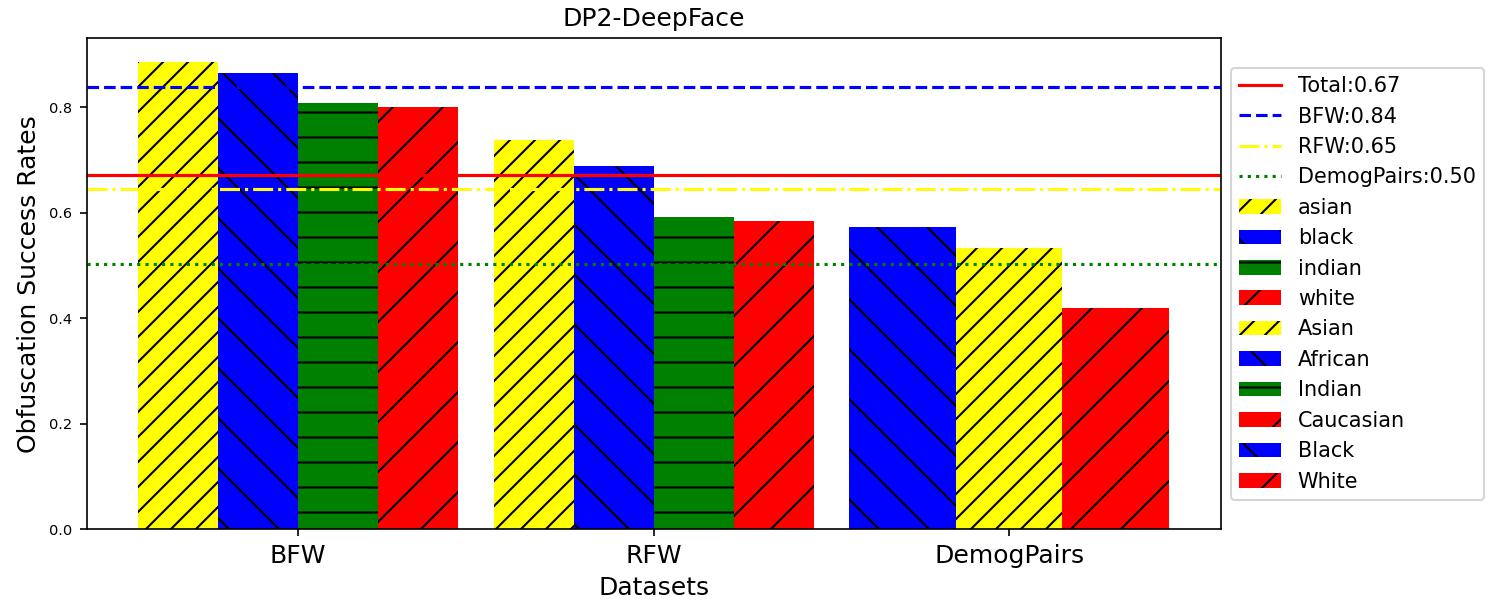 DP2-DeepFace
Obfuscation Success Rates
0.8
0.6
0.4
0.2
0.0
BFW
RFW
DemogPairs
Datasets
Total:0.67
BFW:0.84
RFW:0.65
DemogPairs:0.50
asian
black
indian
white
Asian
African
Indian
Caucasian
Black
White